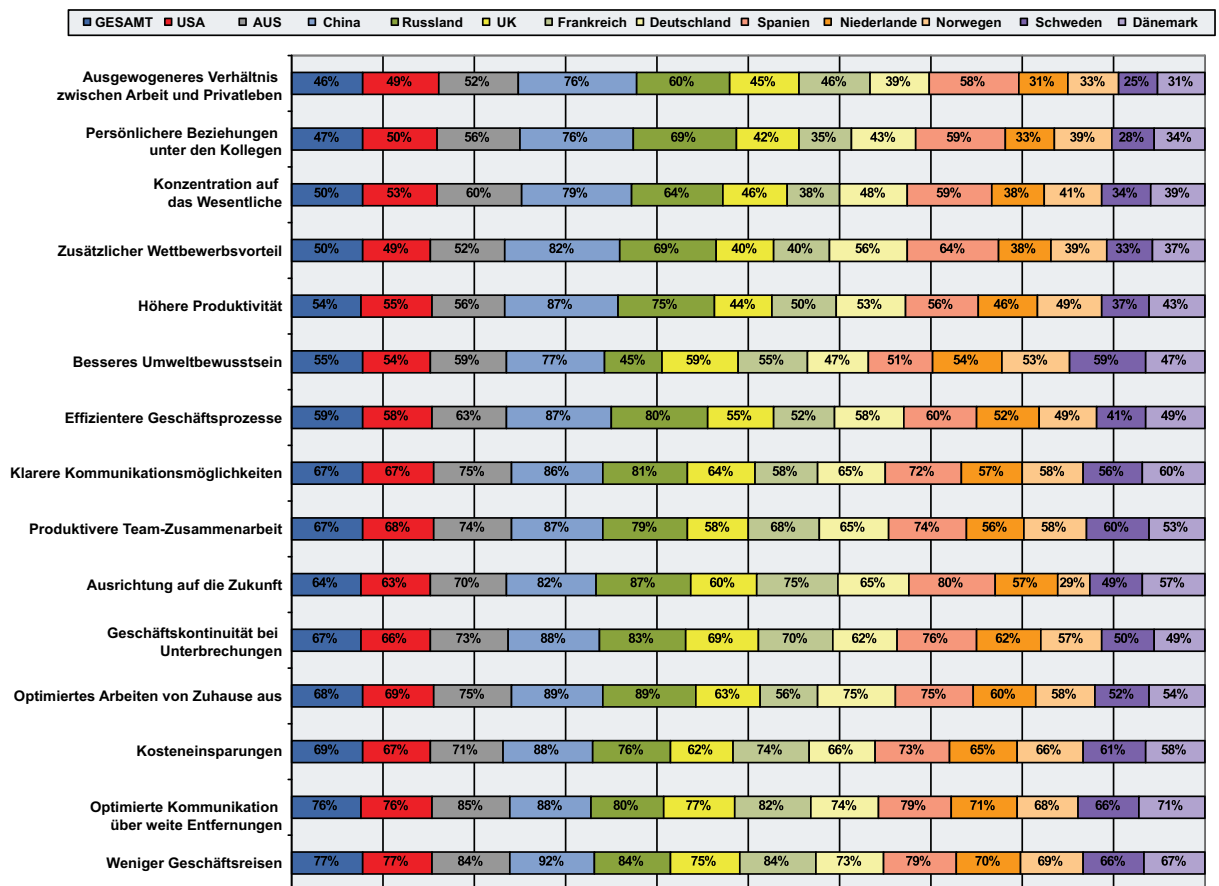 GESAMT USA AUS China Russland UK Frankreich Deutschland Spanien Niederlande Norwegen Schweden Dänemark
Ausgewogeneres Verhältnis
zwischen Arbeit und Privatleben
46% 49% 52% 76% 60% 45% 46% 39% 58% 31% 33% 25% 31%
Persönlichere Beziehungen
unter den Kollegen
47% 50% 56% 76% 69% 42% 35% 43% 59% 33% 39% 28% 34%
Konzentration auf
das Wesentliche
50% 53% 60% 79% 64% 46% 38% 48% 59% 38% 41% 34% 39%
Zusätzlicher Wettbewerbsvorteil
50% 49% 52% 82% 69% 40% 40% 56% 64% 38% 39% 33% 37%
Höhere Produktivität
54% 55% 56% 87% 75% 44% 50% 53% 56% 46% 49% 37% 43%
Besseres Umweltbewusstsein
55% 54% 59% 77% 45% 59% 55% 47% 51% 54% 53% 59% 47%
Effizientere Geschäftsprozesse
59% 58% 63% 87% 80% 55% 52% 58% 60% 52% 49% 41% 49%
Klarere Kommunikationsmöglichkeiten
67% 67% 75% 86% 81% 64% 58% 65% 72% 57% 58% 56% 60%
Produktivere Team-Zusammenarbeit
67% 68% 74% 87% 79% 58% 68% 65% 74% 56% 58% 60% 53%
Ausrichtung auf die Zukunft
64% 63% 70% 82% 87% 60% 75% 65% 80% 57% 29% 49% 57%
Geschäftskontinuität bei
Unterbrechungen
67% 66% 73% 88% 83% 69% 70% 62% 76% 62% 57% 50% 49%
Optimiertes Arbeiten von Zuhause aus
68% 69% 75% 89% 89% 63% 56% 75% 75% 60% 58% 52% 54%
Kosteneinsparungen
69% 67% 71% 88% 76% 62% 74% 66% 73% 65% 66% 61% 58%
Optimierte Kommunikation
über weite Entfernungen
76% 76% 85% 88% 80% 77% 82% 74% 79% 71% 68% 66% 71%
Weniger Geschäftsreisen
77% 77% 84% 92% 84% 75% 84% 73% 79% 70% 69% 66% 67%